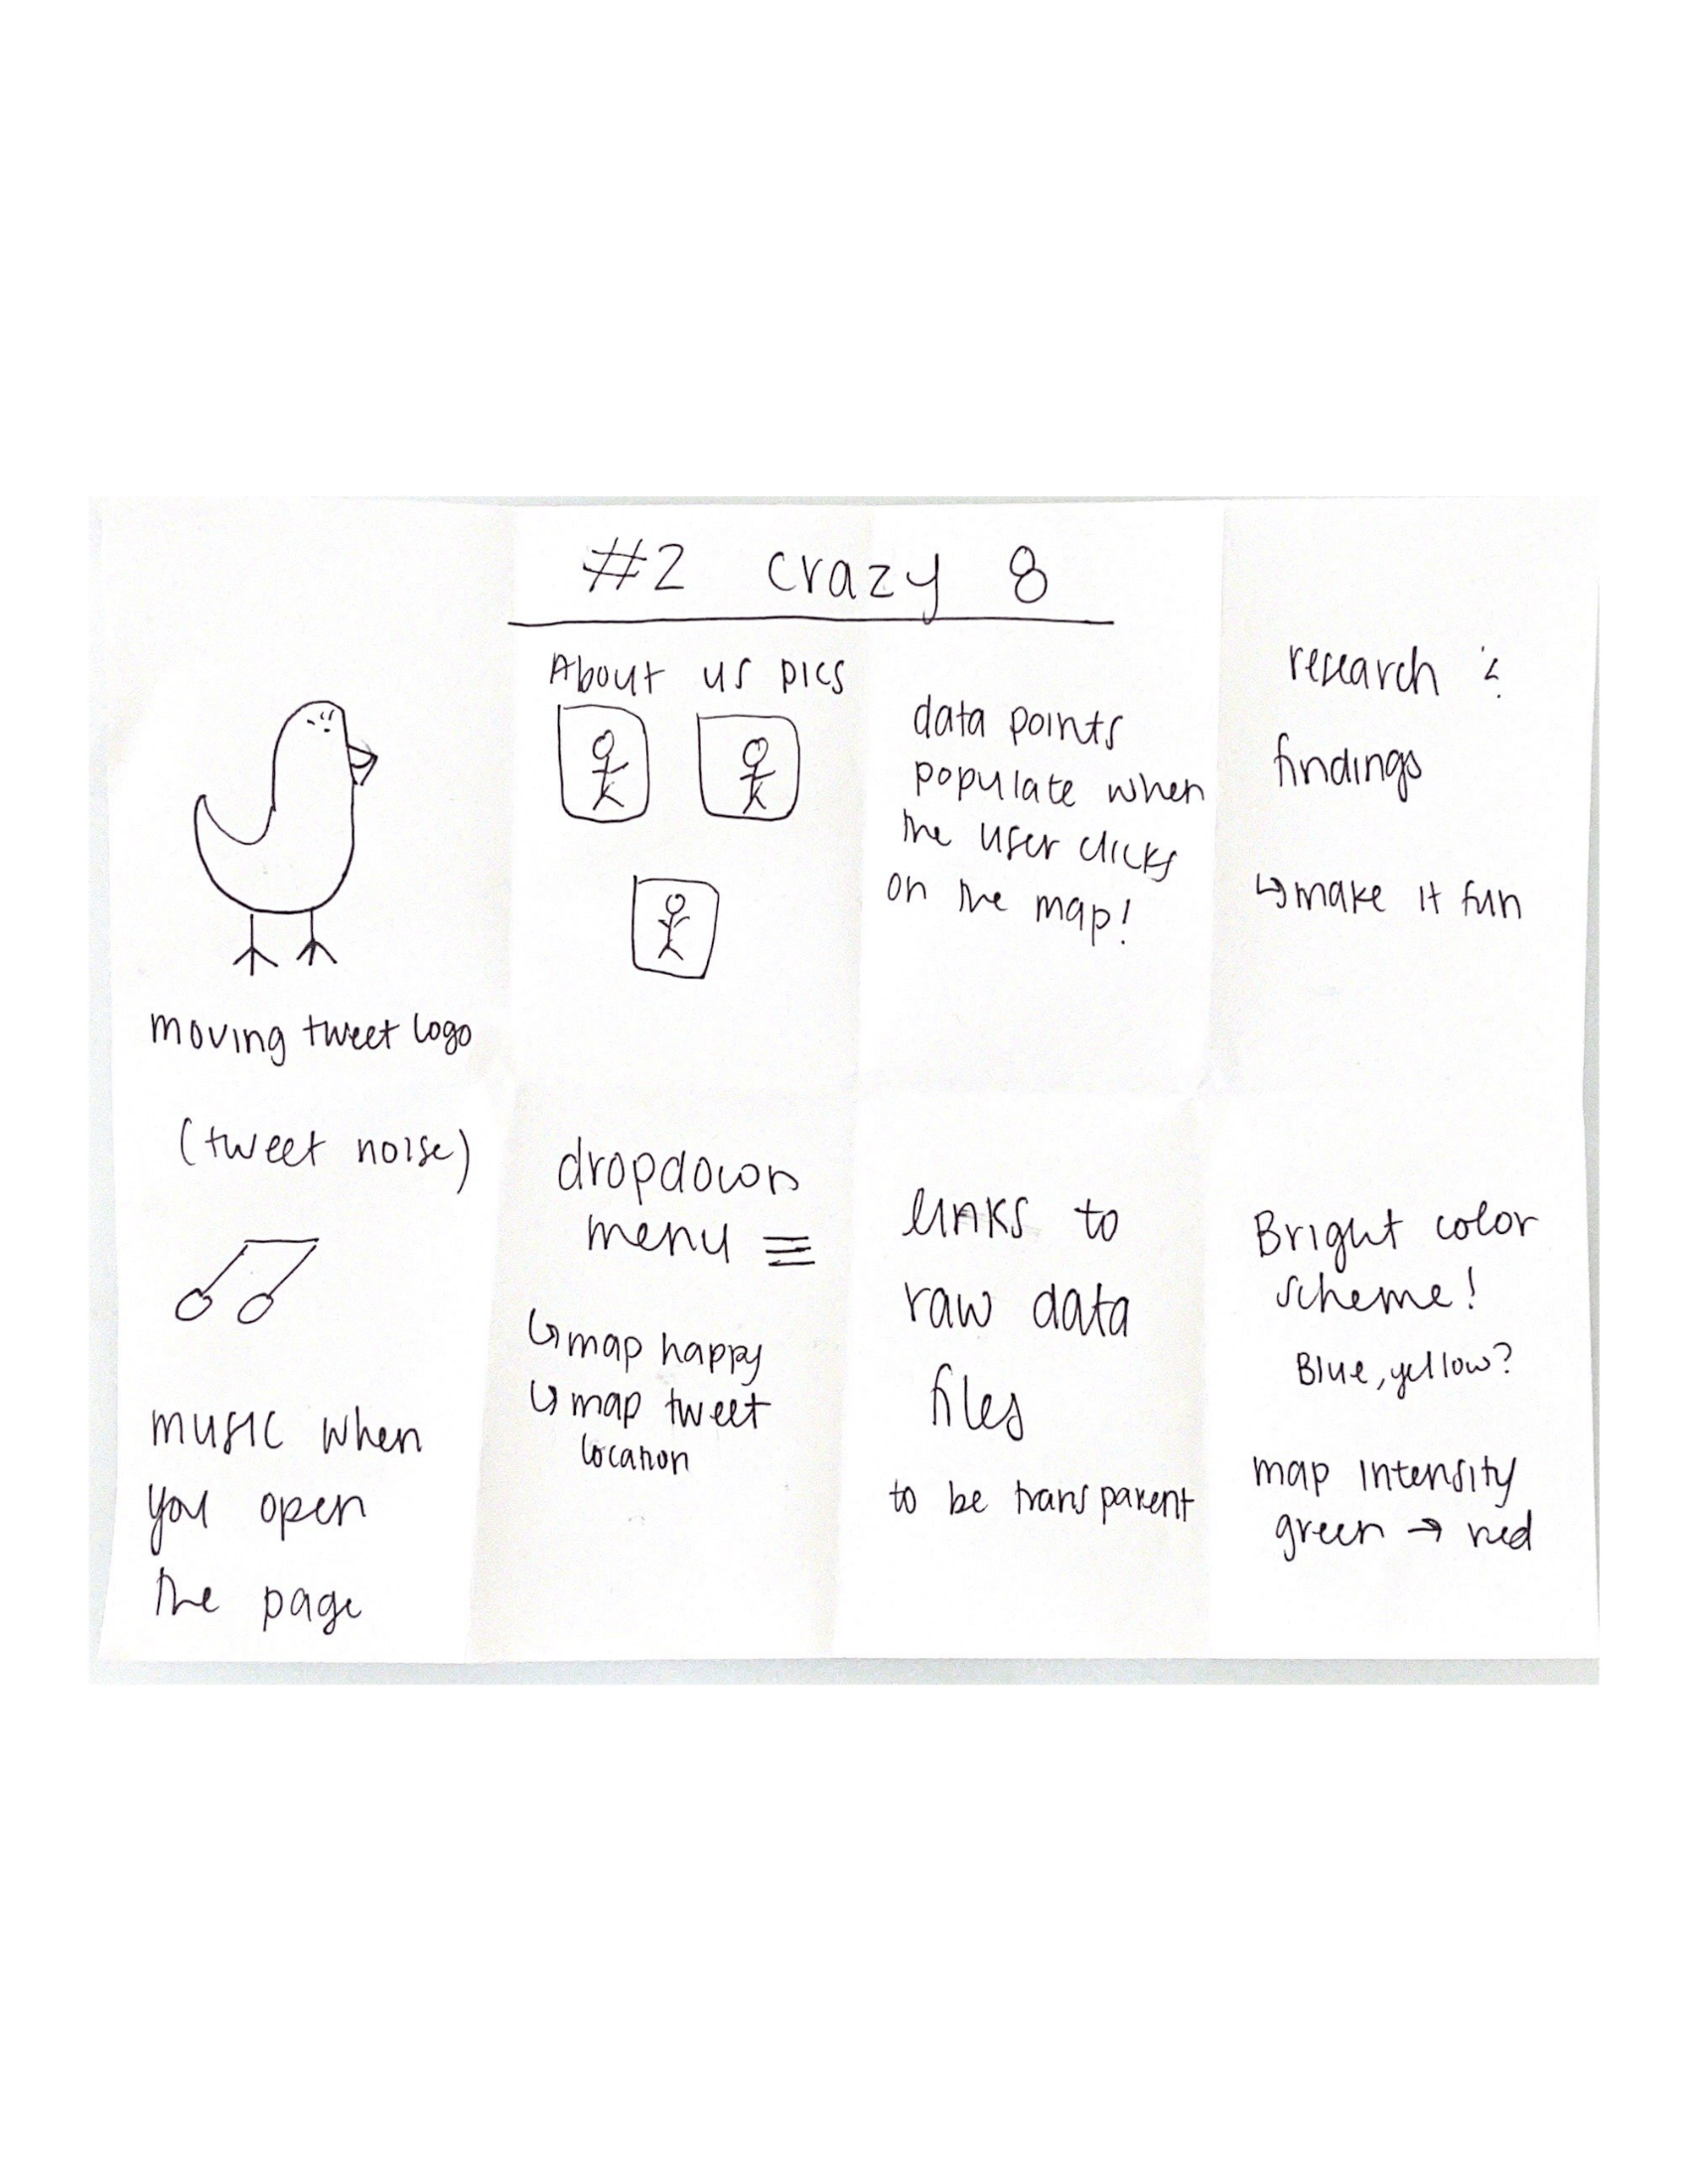 #2 crazy 8
moving tweet logo
About us pics
data points
populate when
the user clicks
on the map!
research &
findings
↳ make it fun
(tweet noise)
music when
you open
the page
dropdown
menu
↳ map happy
↳ map tweet
location
links to
raw data
files
to be transparent
Bright color
scheme!
Blue, yellow?
map intensity
green → red